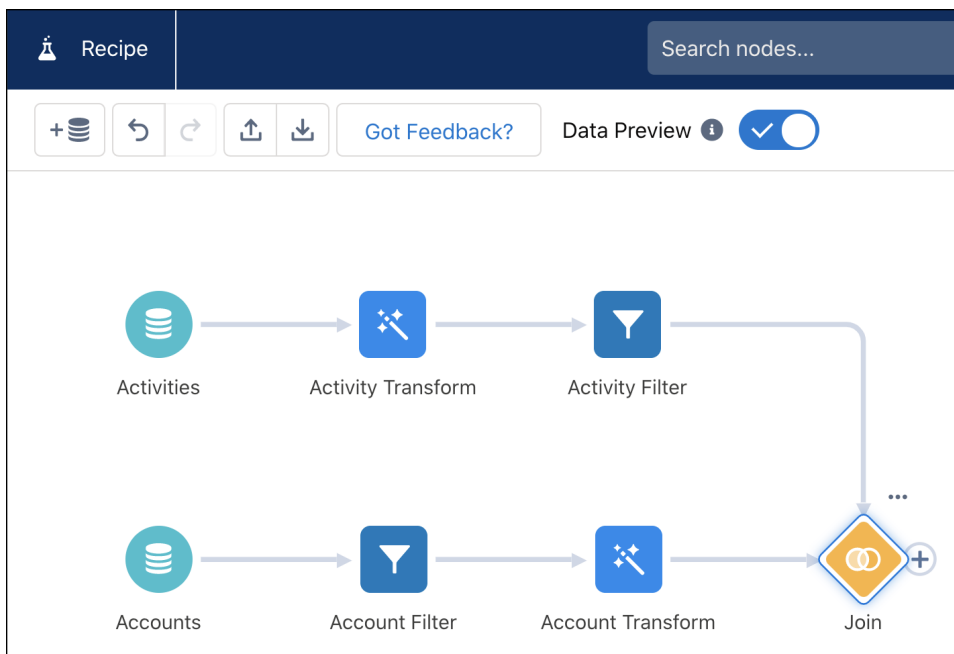 Recipe
Search nodes...
Got Feedback?
Data Preview
Activities
Activity Transform
Activity Filter
Accounts
Account Filter
Account Transform
Join